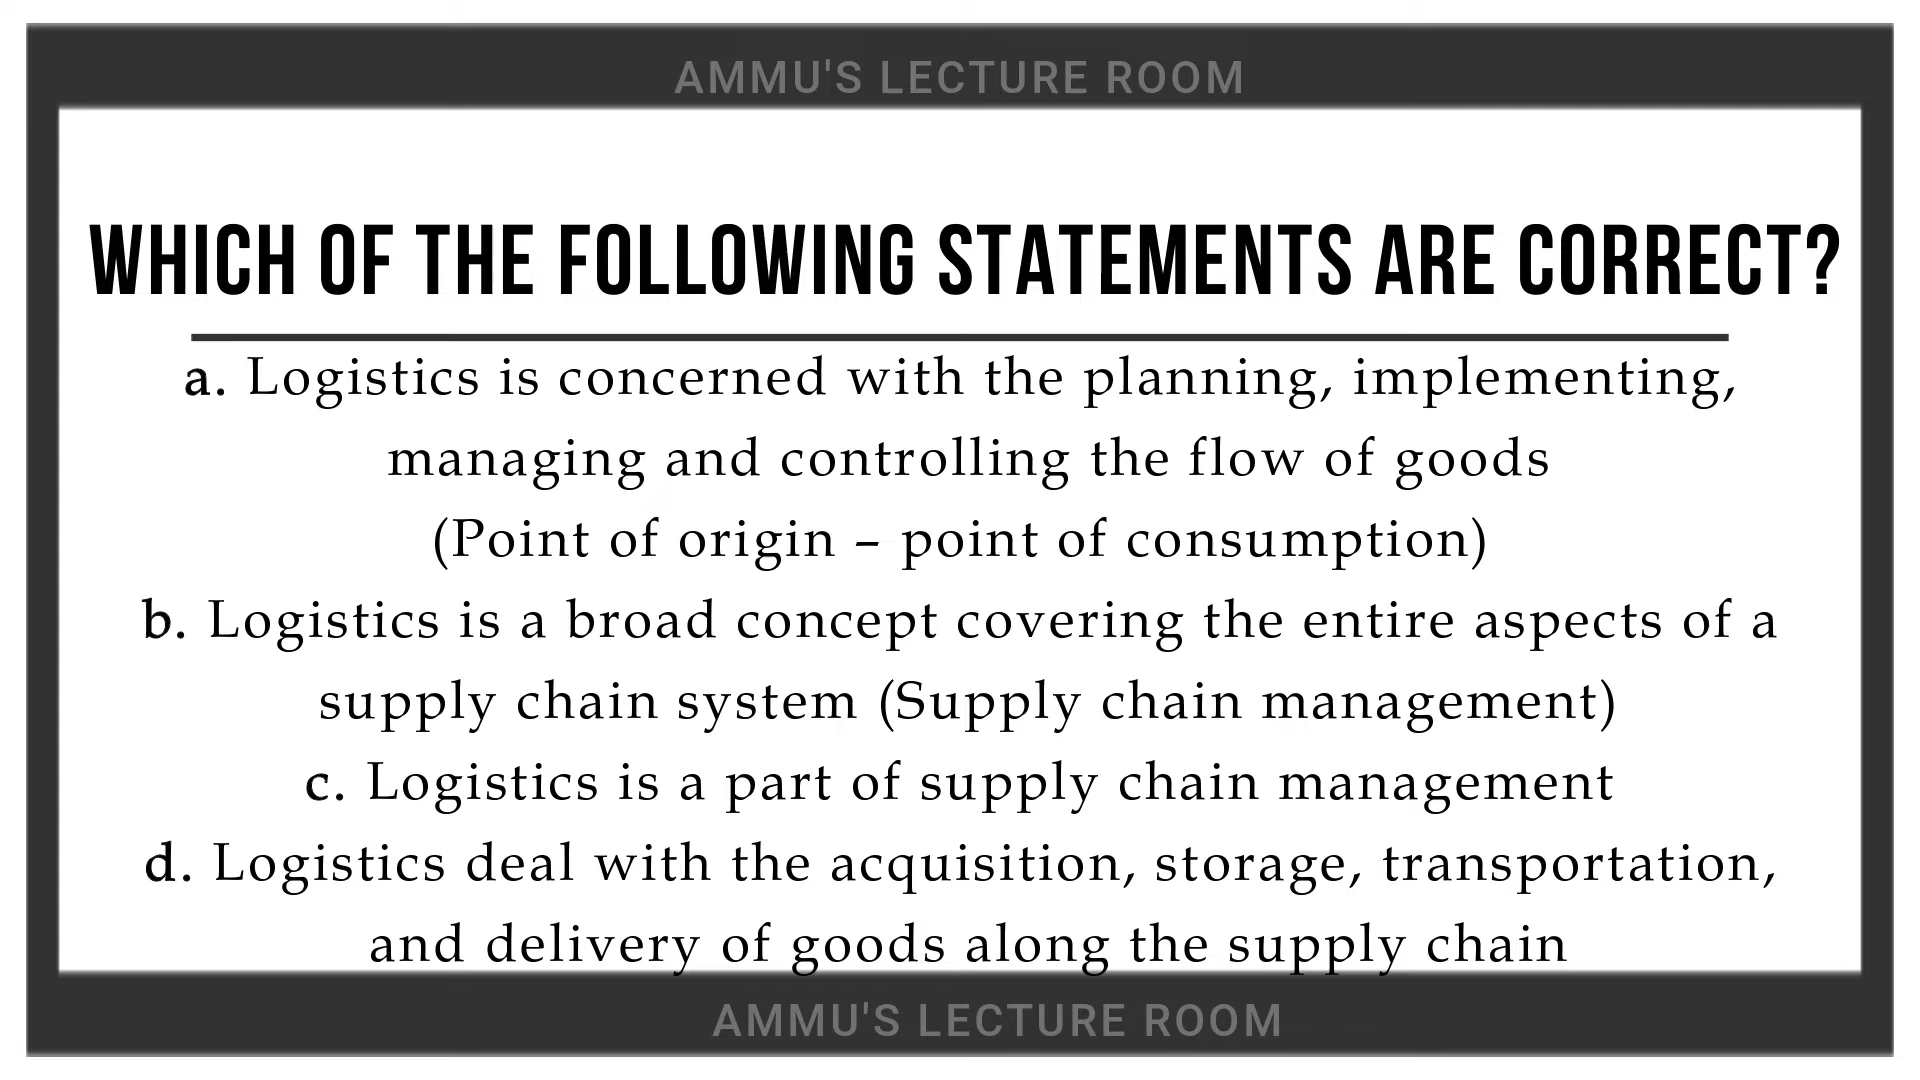 AMMU'S LECTURE ROOM
WHICH OF THE FOLLOWING STATEMENTS ARE CORRECT?
a. Logistics is concerned with the planning, implementing,
managing and controlling the flow of goods
(Point of origin – point of consumption)
b. Logistics is a broad concept covering the entire aspects of a
supply chain system (Supply chain management)
c. Logistics is a part of supply chain management
d. Logistics deal with the acquisition, storage, transportation,
and delivery of goods along the supply chain
AMMU'S LECTURE ROOM